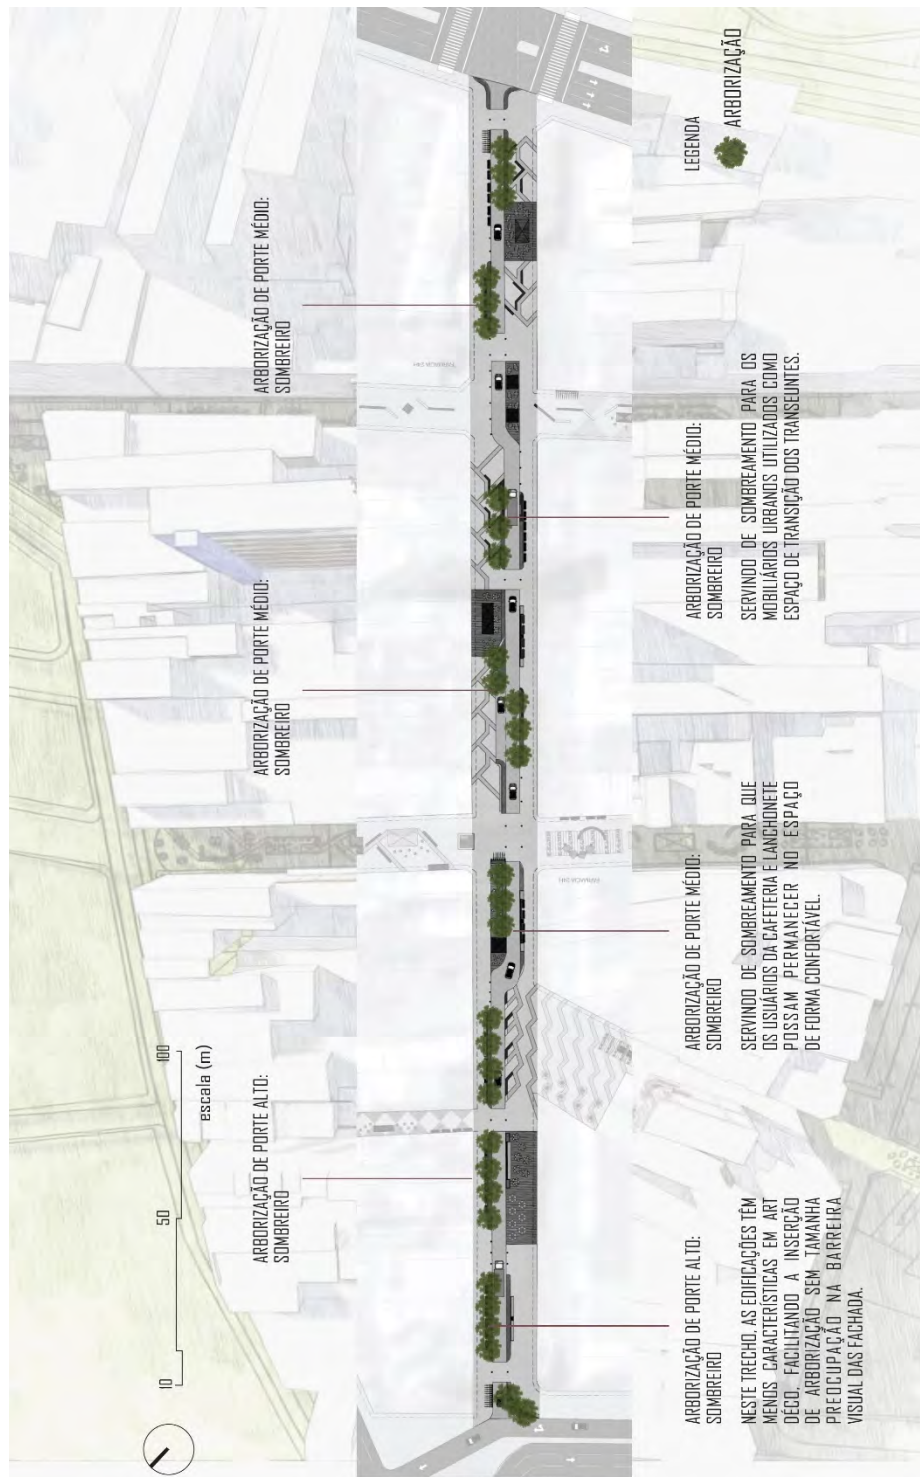 ARBORIZAÇÃO DE PORTE ALTO:
SOMBREIRO
ARBORIZAÇÃO DE PORTE MÉDIO:
SOMBREIRO
ARBORIZAÇÃO DE PORTE MÉDIO:
SOMBREIRO
10
50
100
escala (m)
ARBORIZAÇÃO DE PORTE ALTO:
SOMBREIRO
NESTE TRECHO, AS EDIFICAÇÕES TÊM
MENOS CARACTERÍSTICAS EM ART
DÉCO, FACILITANDO A INSERÇÃO
DE ARBORIZAÇÃO SEM TAMANHA
PREOCUPAÇÃO NA BARREIRA
VISUAL DAS FACHADA.
ARBORIZAÇÃO DE PORTE MÉDIO:
SOMBREIRO
SERVINDO DE SOMBREAMENTO PARA QUE
OS USUÁRIOS DA CAFETERIA E LANCHONETE
POSSAM PERMANECER NO ESPAÇO
DE FORMA CONFORTÁVEL.
ARBORIZAÇÃO DE PORTE MÉDIO:
SOMBREIRO
SERVINDO DE SOMBREAMENTO PARA OS
MOBILIÁRIOS URBANOS UTILIZADOS COMO
ESPAÇO DE TRANSIÇÃO DOS TRANSEUNTES.
LEGENDA
ARBORIZAÇÃO